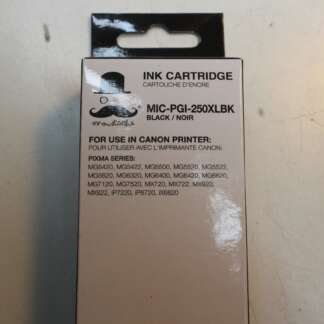 INK CARTRIDGE
CARTOUCHE D'ENCRE
MIC-PGI-250XLBK
BLACK / NOIR
FOR USE IN CANON PRINTER:
POUR UTILISER AVEC L'IMPRIMANTE CANON:
PIXMA SERIES:
MG5420, MG5422, MG5500, MG5520, MG5522,
MG5620, MG6320, MG6400, MG6420, MG6620,
MG7120, MG7520, MX720, MX722, MX920,
MX922, IP7220, IP8720, IX6820